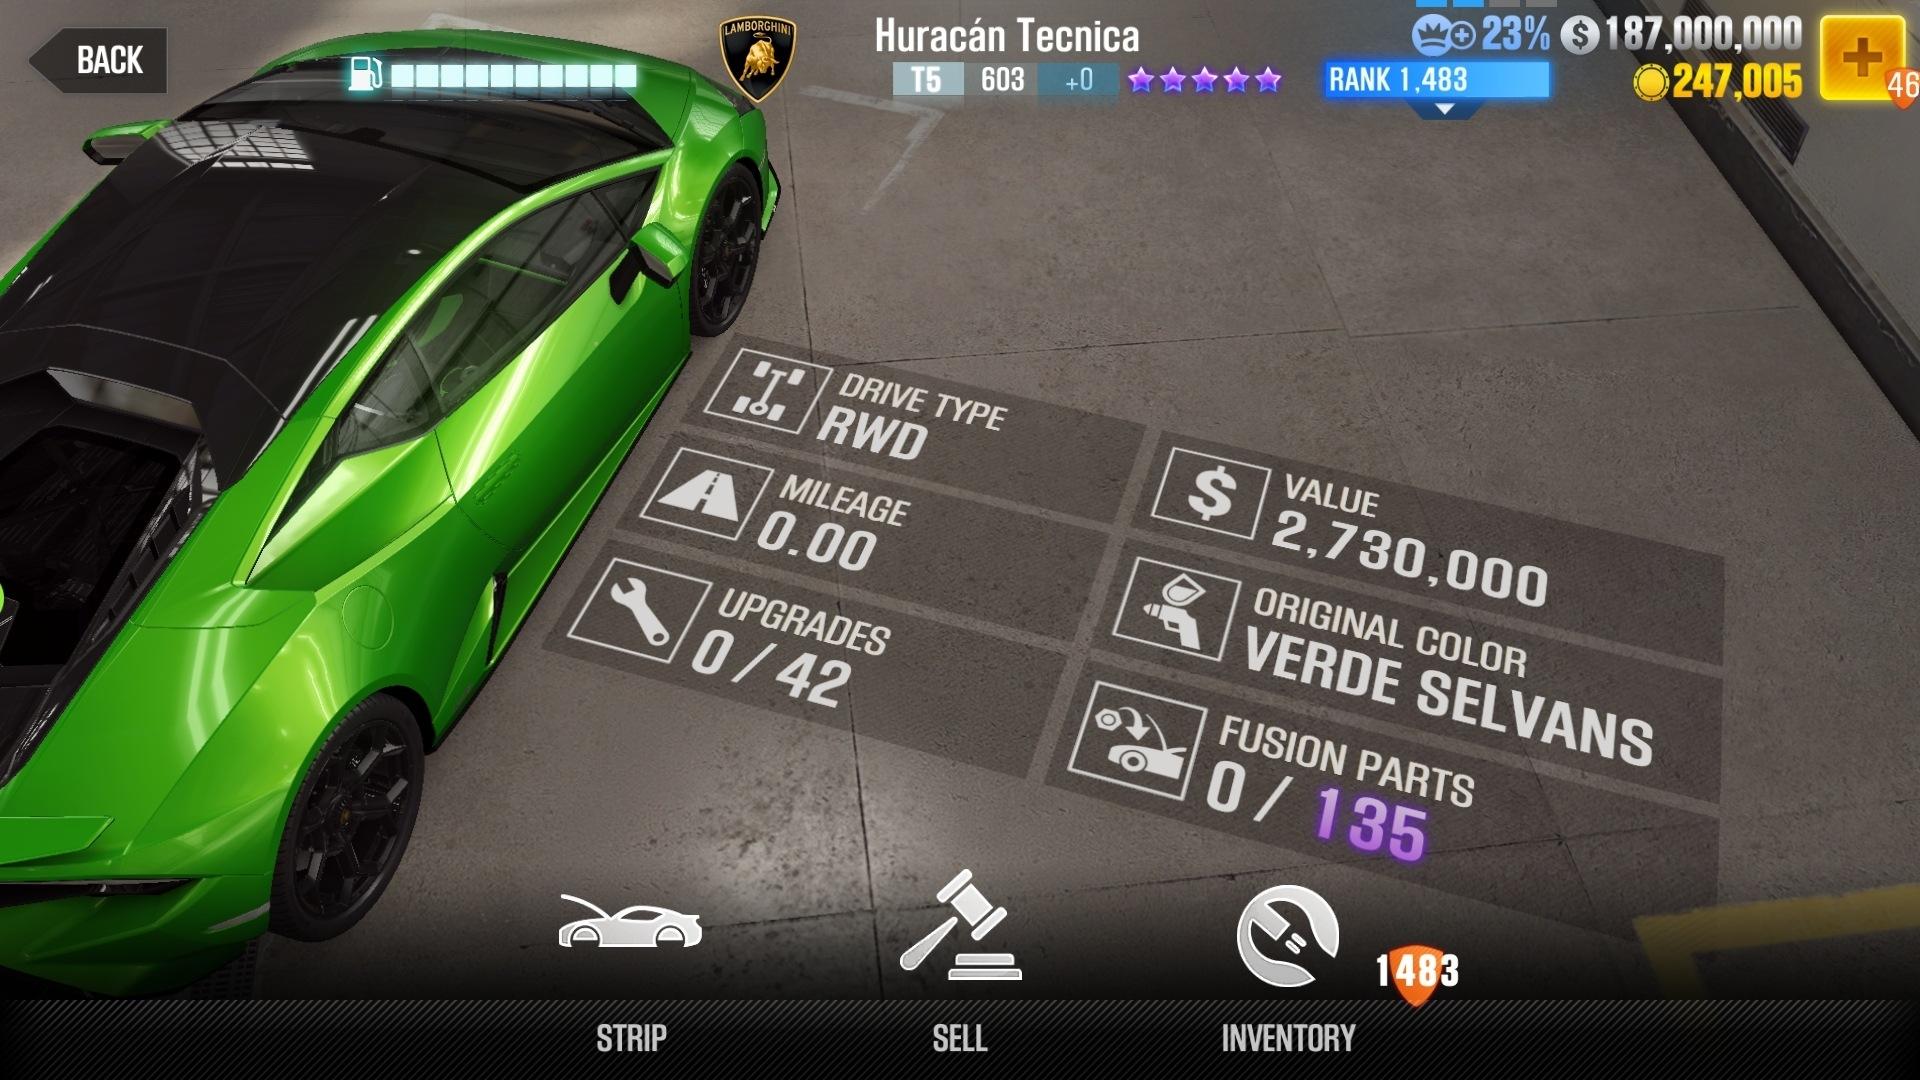 BACK
LAMBORGHINI
Huracán Tecnica
T5 603 +0
23%
$ 187,000,000
RANK 1,483
247,005
46
DRIVE TYPE
RWD
MILEAGE
0.00
UPGRADES
0/42
$ VALUE
2,730,000
ORIGINAL COLOR
VERDE SELVANS
FUSION PARTS
0/ 135
1483
STRIP
SELL
INVENTORY